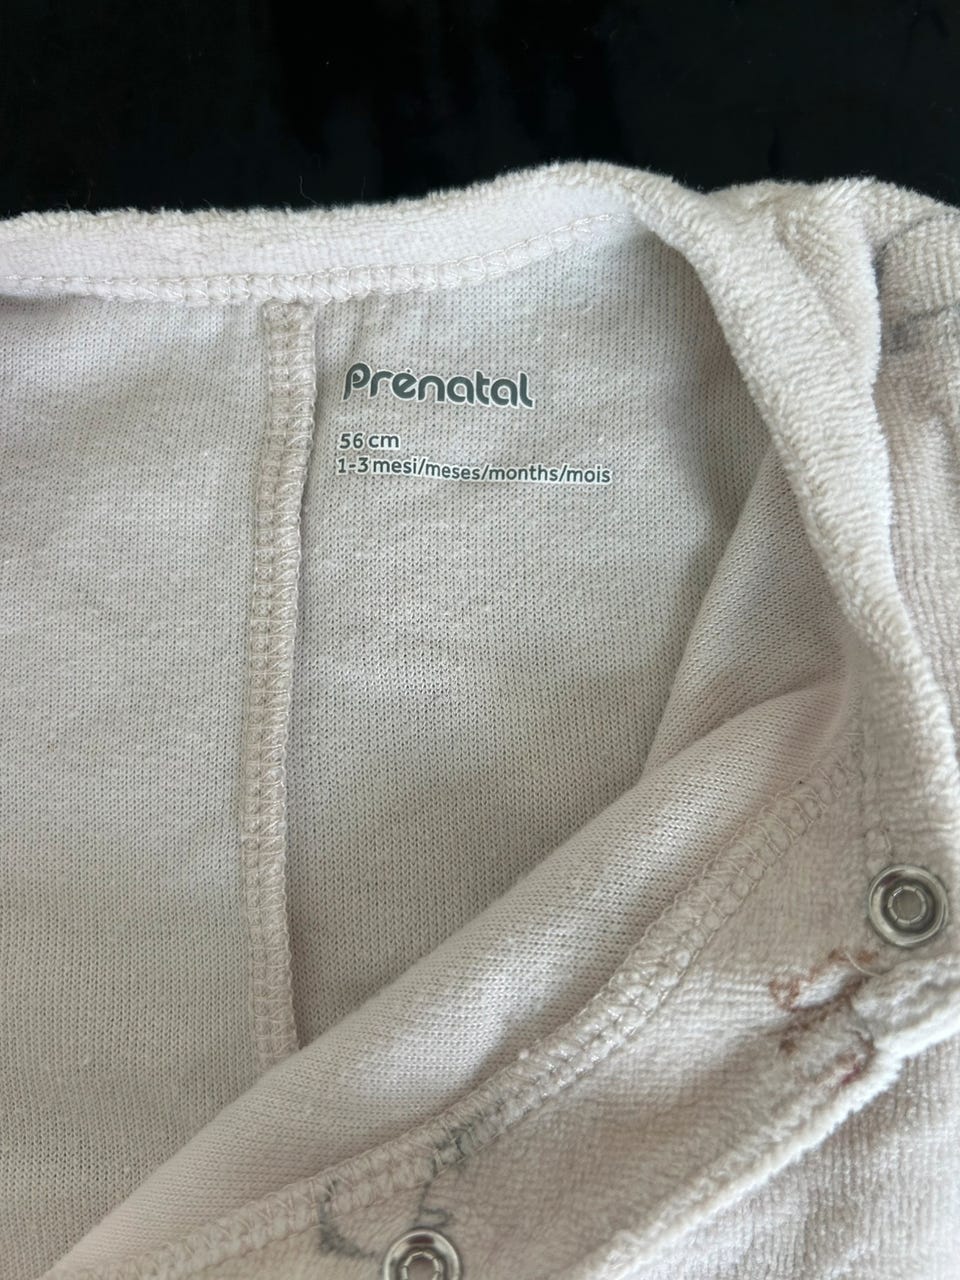 Prénatal
56 cm
1-3 mesi/meses/months/mois